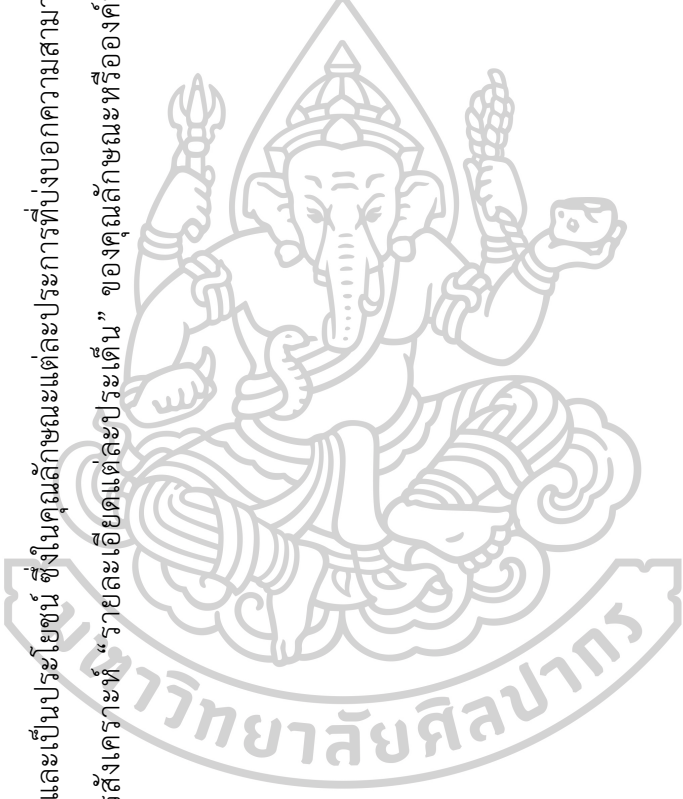 และเป็นประโยชน์ ซึ่งในคุณลักษณะแต่ละประการที่บ่งบอกความสามา
สังเคราะห์ “รายละเอียดแต่ละประเด็น” ของคุณลักษณะหรือองค์
มหาวิทยาลัยศิลปากร